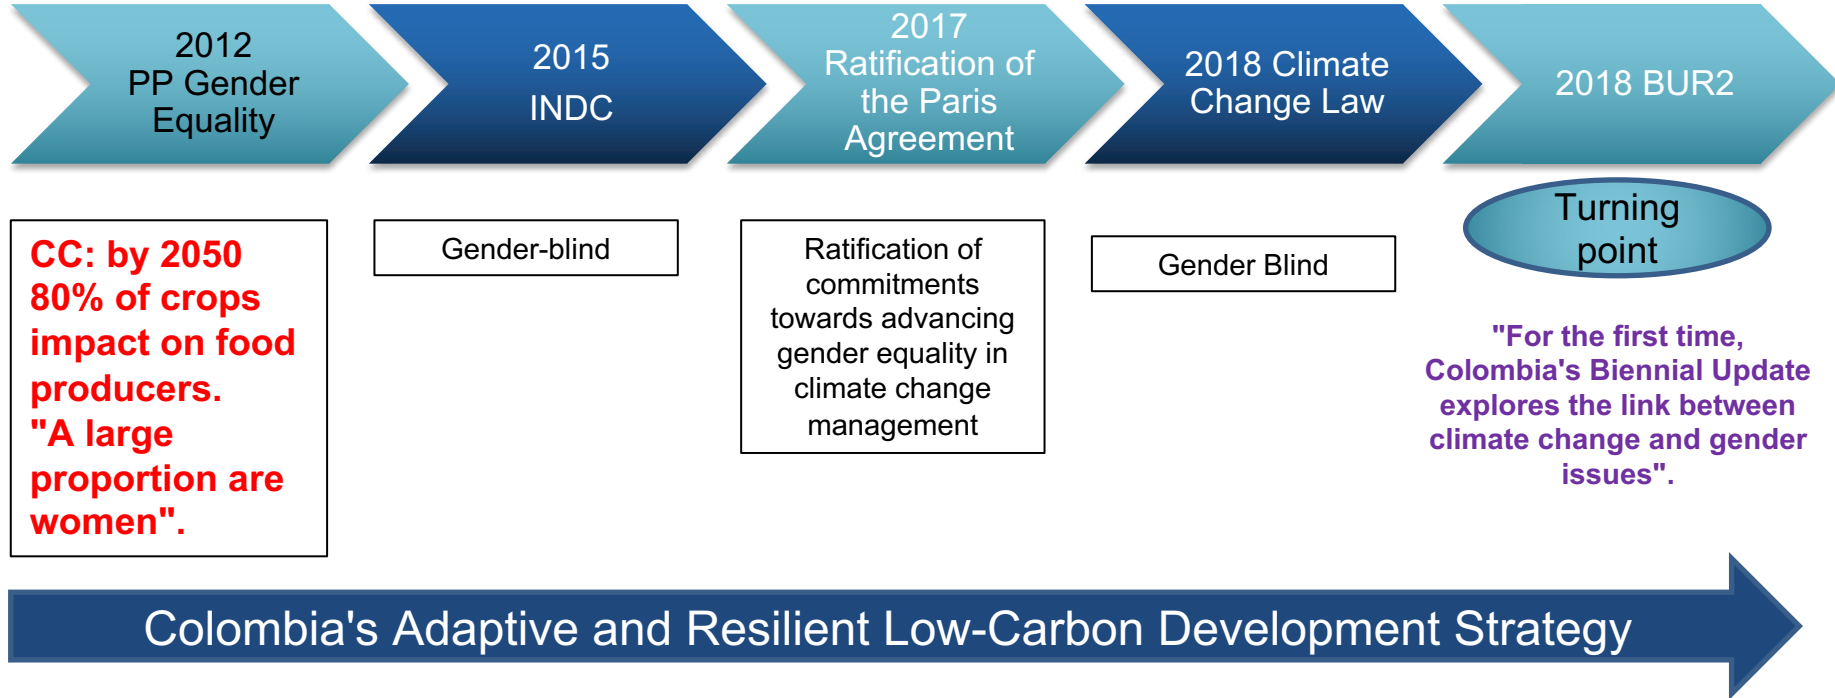 2012
PP Gender
Equality
2015
INDC
2017
Ratification of
the Paris
Agreement
2018 Climate
Change Law
2018 BUR2
CC: by 2050
80% of crops
impact on food
producers.
"A large
proportion are
women".
Gender-blind
Ratification of
commitments
towards advancing
gender equality in
climate change
management
Gender Blind
Turning
point
"For the first time,
Colombia's Biennial Update
explores the link between
climate change and gender
issues".
Colombia's Adaptive and Resilient Low-Carbon Development Strategy